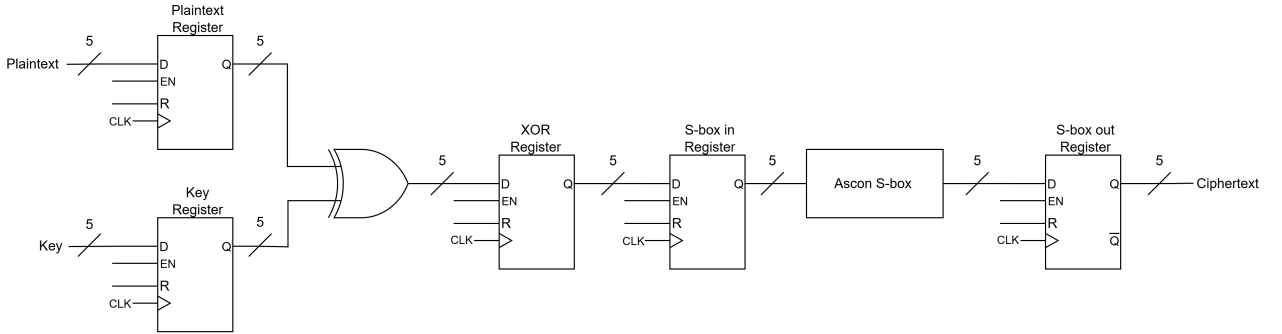 Plaintext
Register
5
5
Plaintext
D
Q
EN
R
CLK
Key
Register
5
5
Key
D
Q
EN
R
CLK
5
XOR
Register
D
Q
EN
R
CLK
5
S-box in
Register
D
Q
EN
R
CLK
5
Ascon S-box
5
S-box out
Register
D
Q
EN
R
CLK
Q
5
Ciphertext